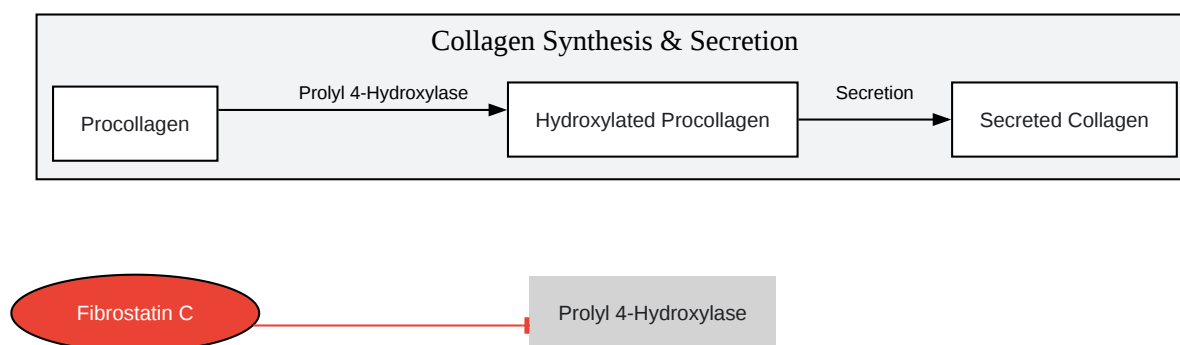 Collagen Synthesis & Secretion
Procollagen
Prolyl 4-Hydroxylase
Hydroxylated Procollagen
Secretion
Secreted Collagen
Fibrostatin C
Prolyl 4-Hydroxylase